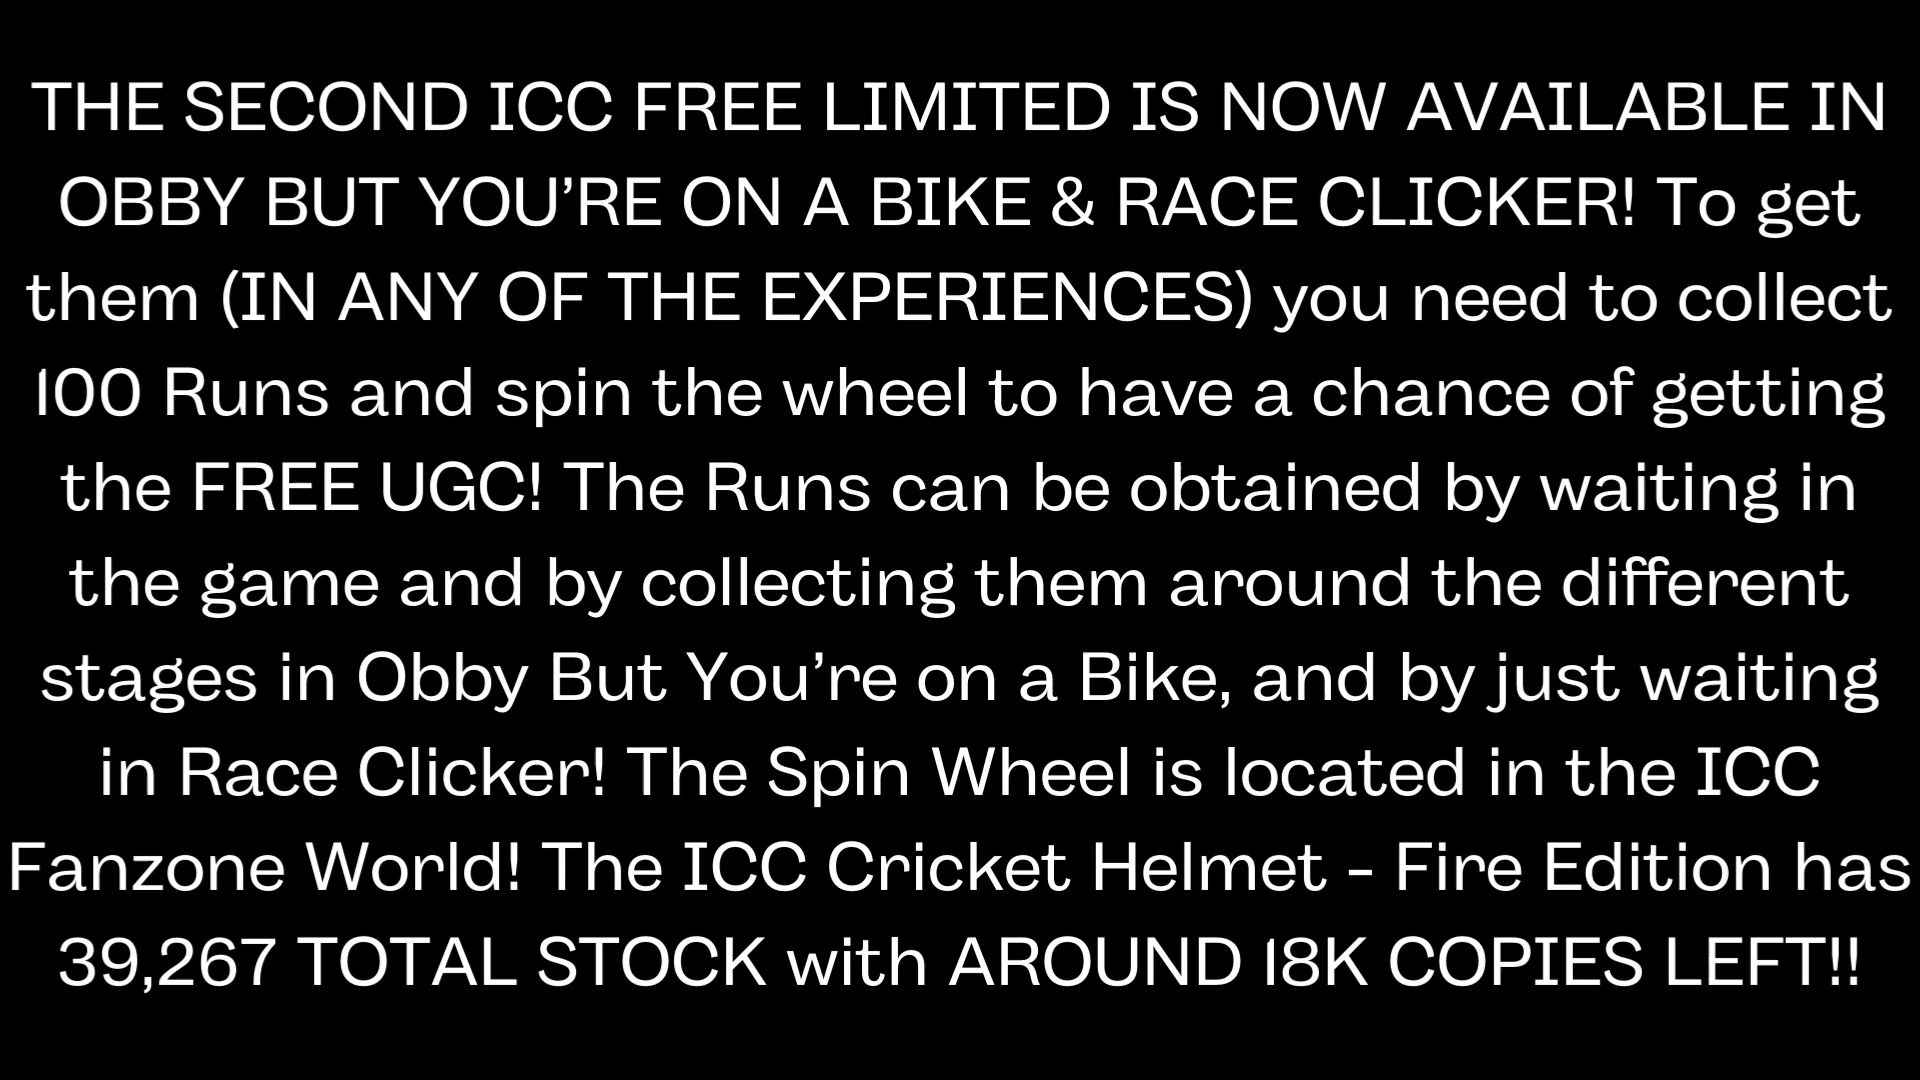 THE SECOND ICC FREE LIMITED IS NOW AVAILABLE IN
OBBY BUT YOU’RE ON A BIKE & RACE CLICKER! To get
them (IN ANY OF THE EXPERIENCES) you need to collect
100 Runs and spin the wheel to have a chance of getting
the FREE UGC! The Runs can be obtained by waiting in
the game and by collecting them around the different
stages in Obby But You’re on a Bike, and by just waiting
in Race Clicker! The Spin Wheel is located in the ICC
Fanzone World! The ICC Cricket Helmet - Fire Edition has
39,267 TOTAL STOCK with AROUND 18K COPIES LEFT!!